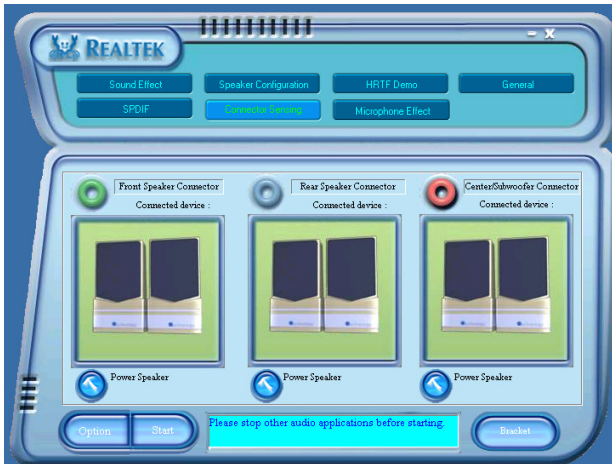 REALTEK
Sound Effect
Speaker Configuration
HRTF Demo
General
SPDIF
Connector Sensing
Microphone Effect
Front Speaker Connector
Rear Speaker Connector
Center/Subwoofer Connector
Connected device :
Connected device :
Connected device :
Power Speaker
Power Speaker
Power Speaker
Option
Start
Please stop other audio applications before starting.
Bracket